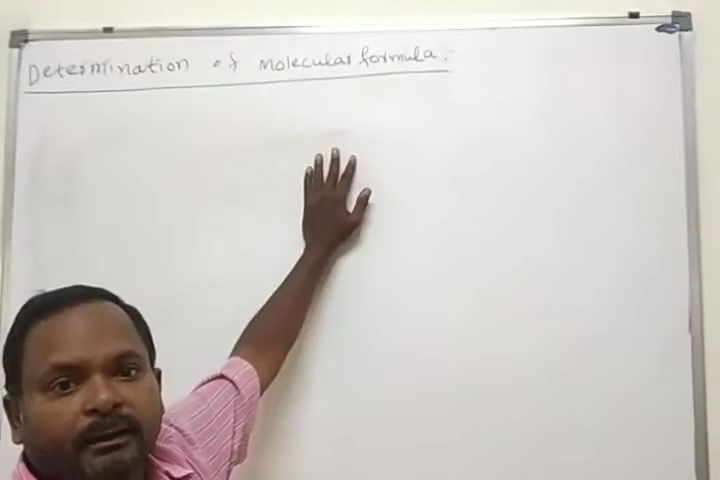 Determination of Molecular formula :-